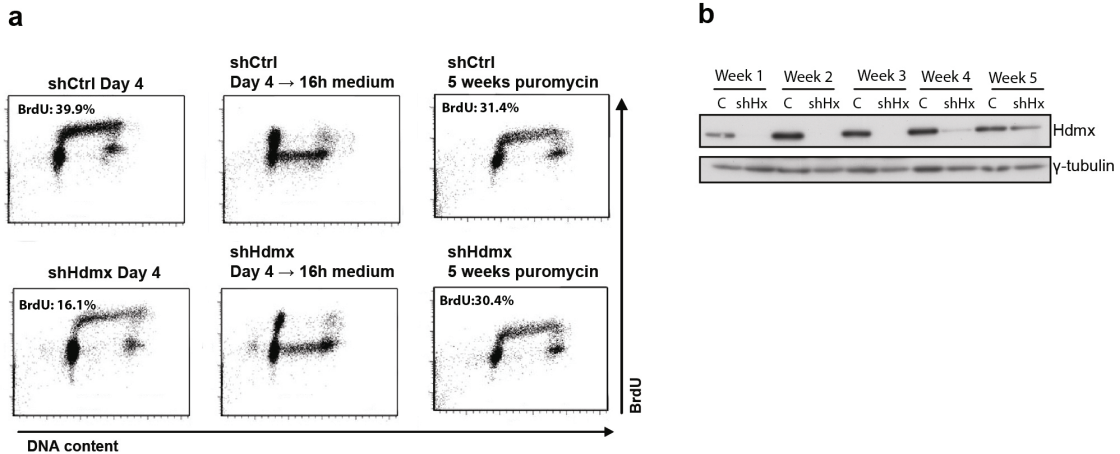 a
shCtrl Day 4
BrdU: 39.9%
shCtrl
Day 4 → 16h medium
shCtrl
5 weeks puromycin
BrdU: 31.4%
shHdmx Day 4
BrdU: 16.1%
shHdmx
Day 4 → 16h medium
shHdmx
5 weeks puromycin
BrdU:30.4%
BrdU
DNA content
b
Week 1 Week 2 Week 3 Week 4 Week 5
C shHx C shHx C shHx C shHx C shHx
Hdmx
γ-tubulin